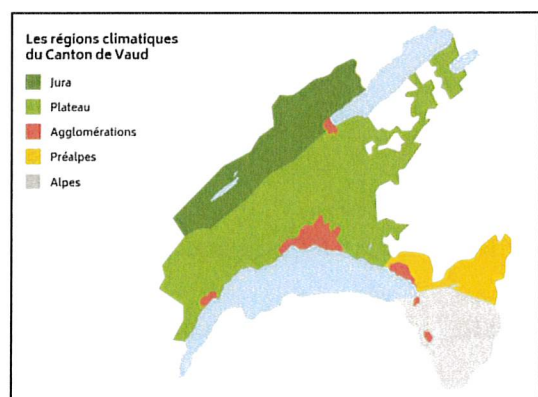 Les régions climatiques
du Canton de Vaud
Jura
Plateau
Agglomérations
Préalpes
Alpes